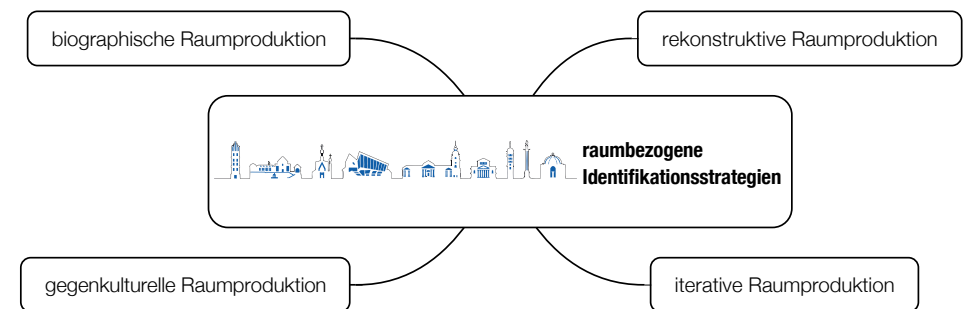 biographische Raumproduktion
rekonstruktive Raumproduktion
raumbezogene
Identifikationsstrategien
gegenkulturelle Raumproduktion
iterative Raumproduktion